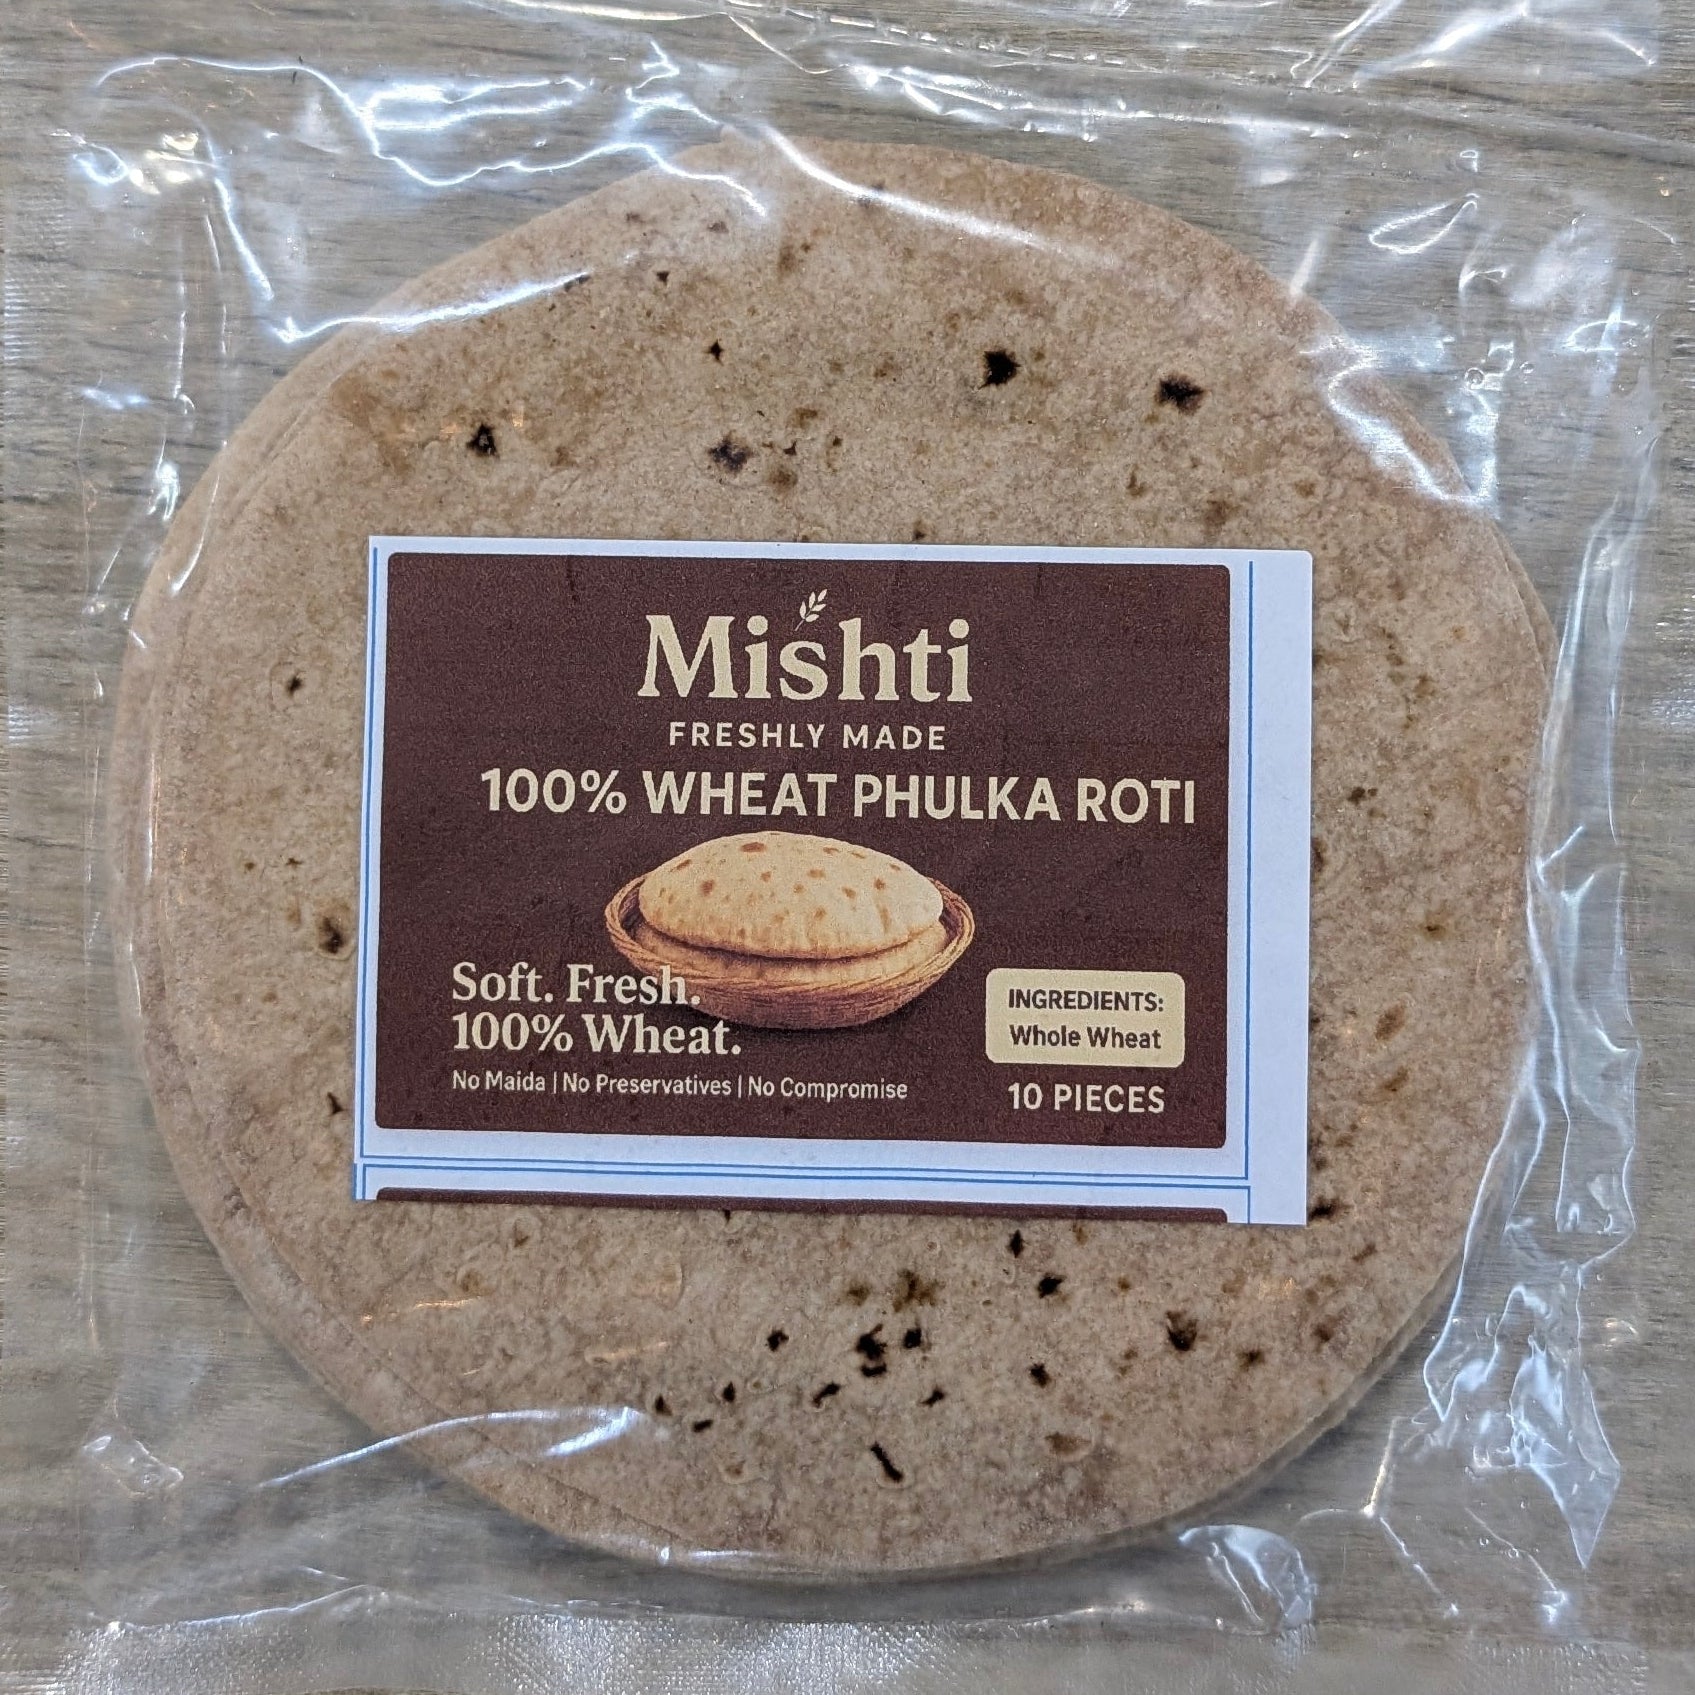 Mishti
FRESHLY MADE
100% WHEAT PHULKA ROTI
Soft. Fresh.
100% Wheat.
No Maida | No Preservatives | No Compromise
INGREDIENTS:
Whole Wheat
10 PIECES